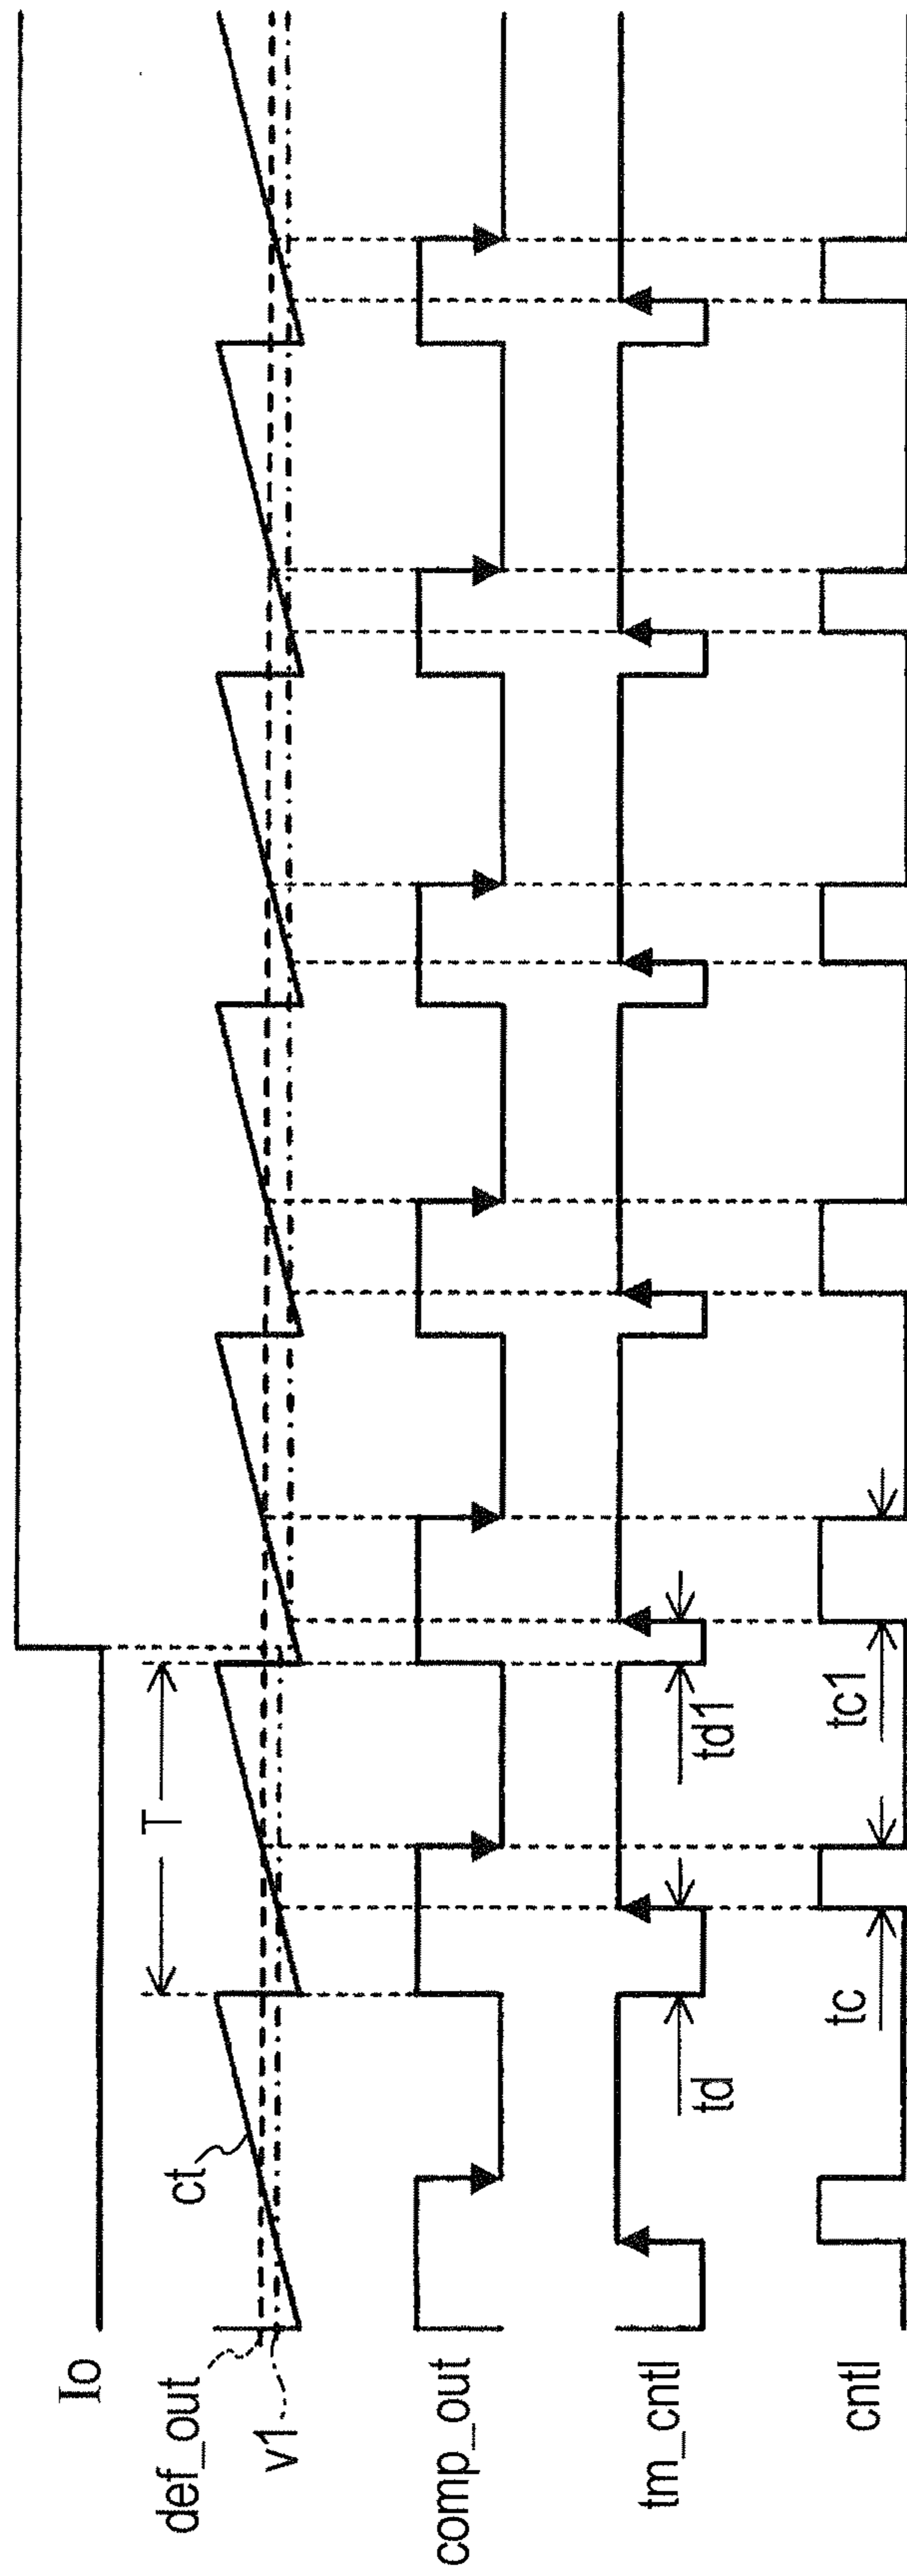 Io
def_out
v1
ct
T
comp_out
tm_cntl
td
td1
cntl
tc
tc1